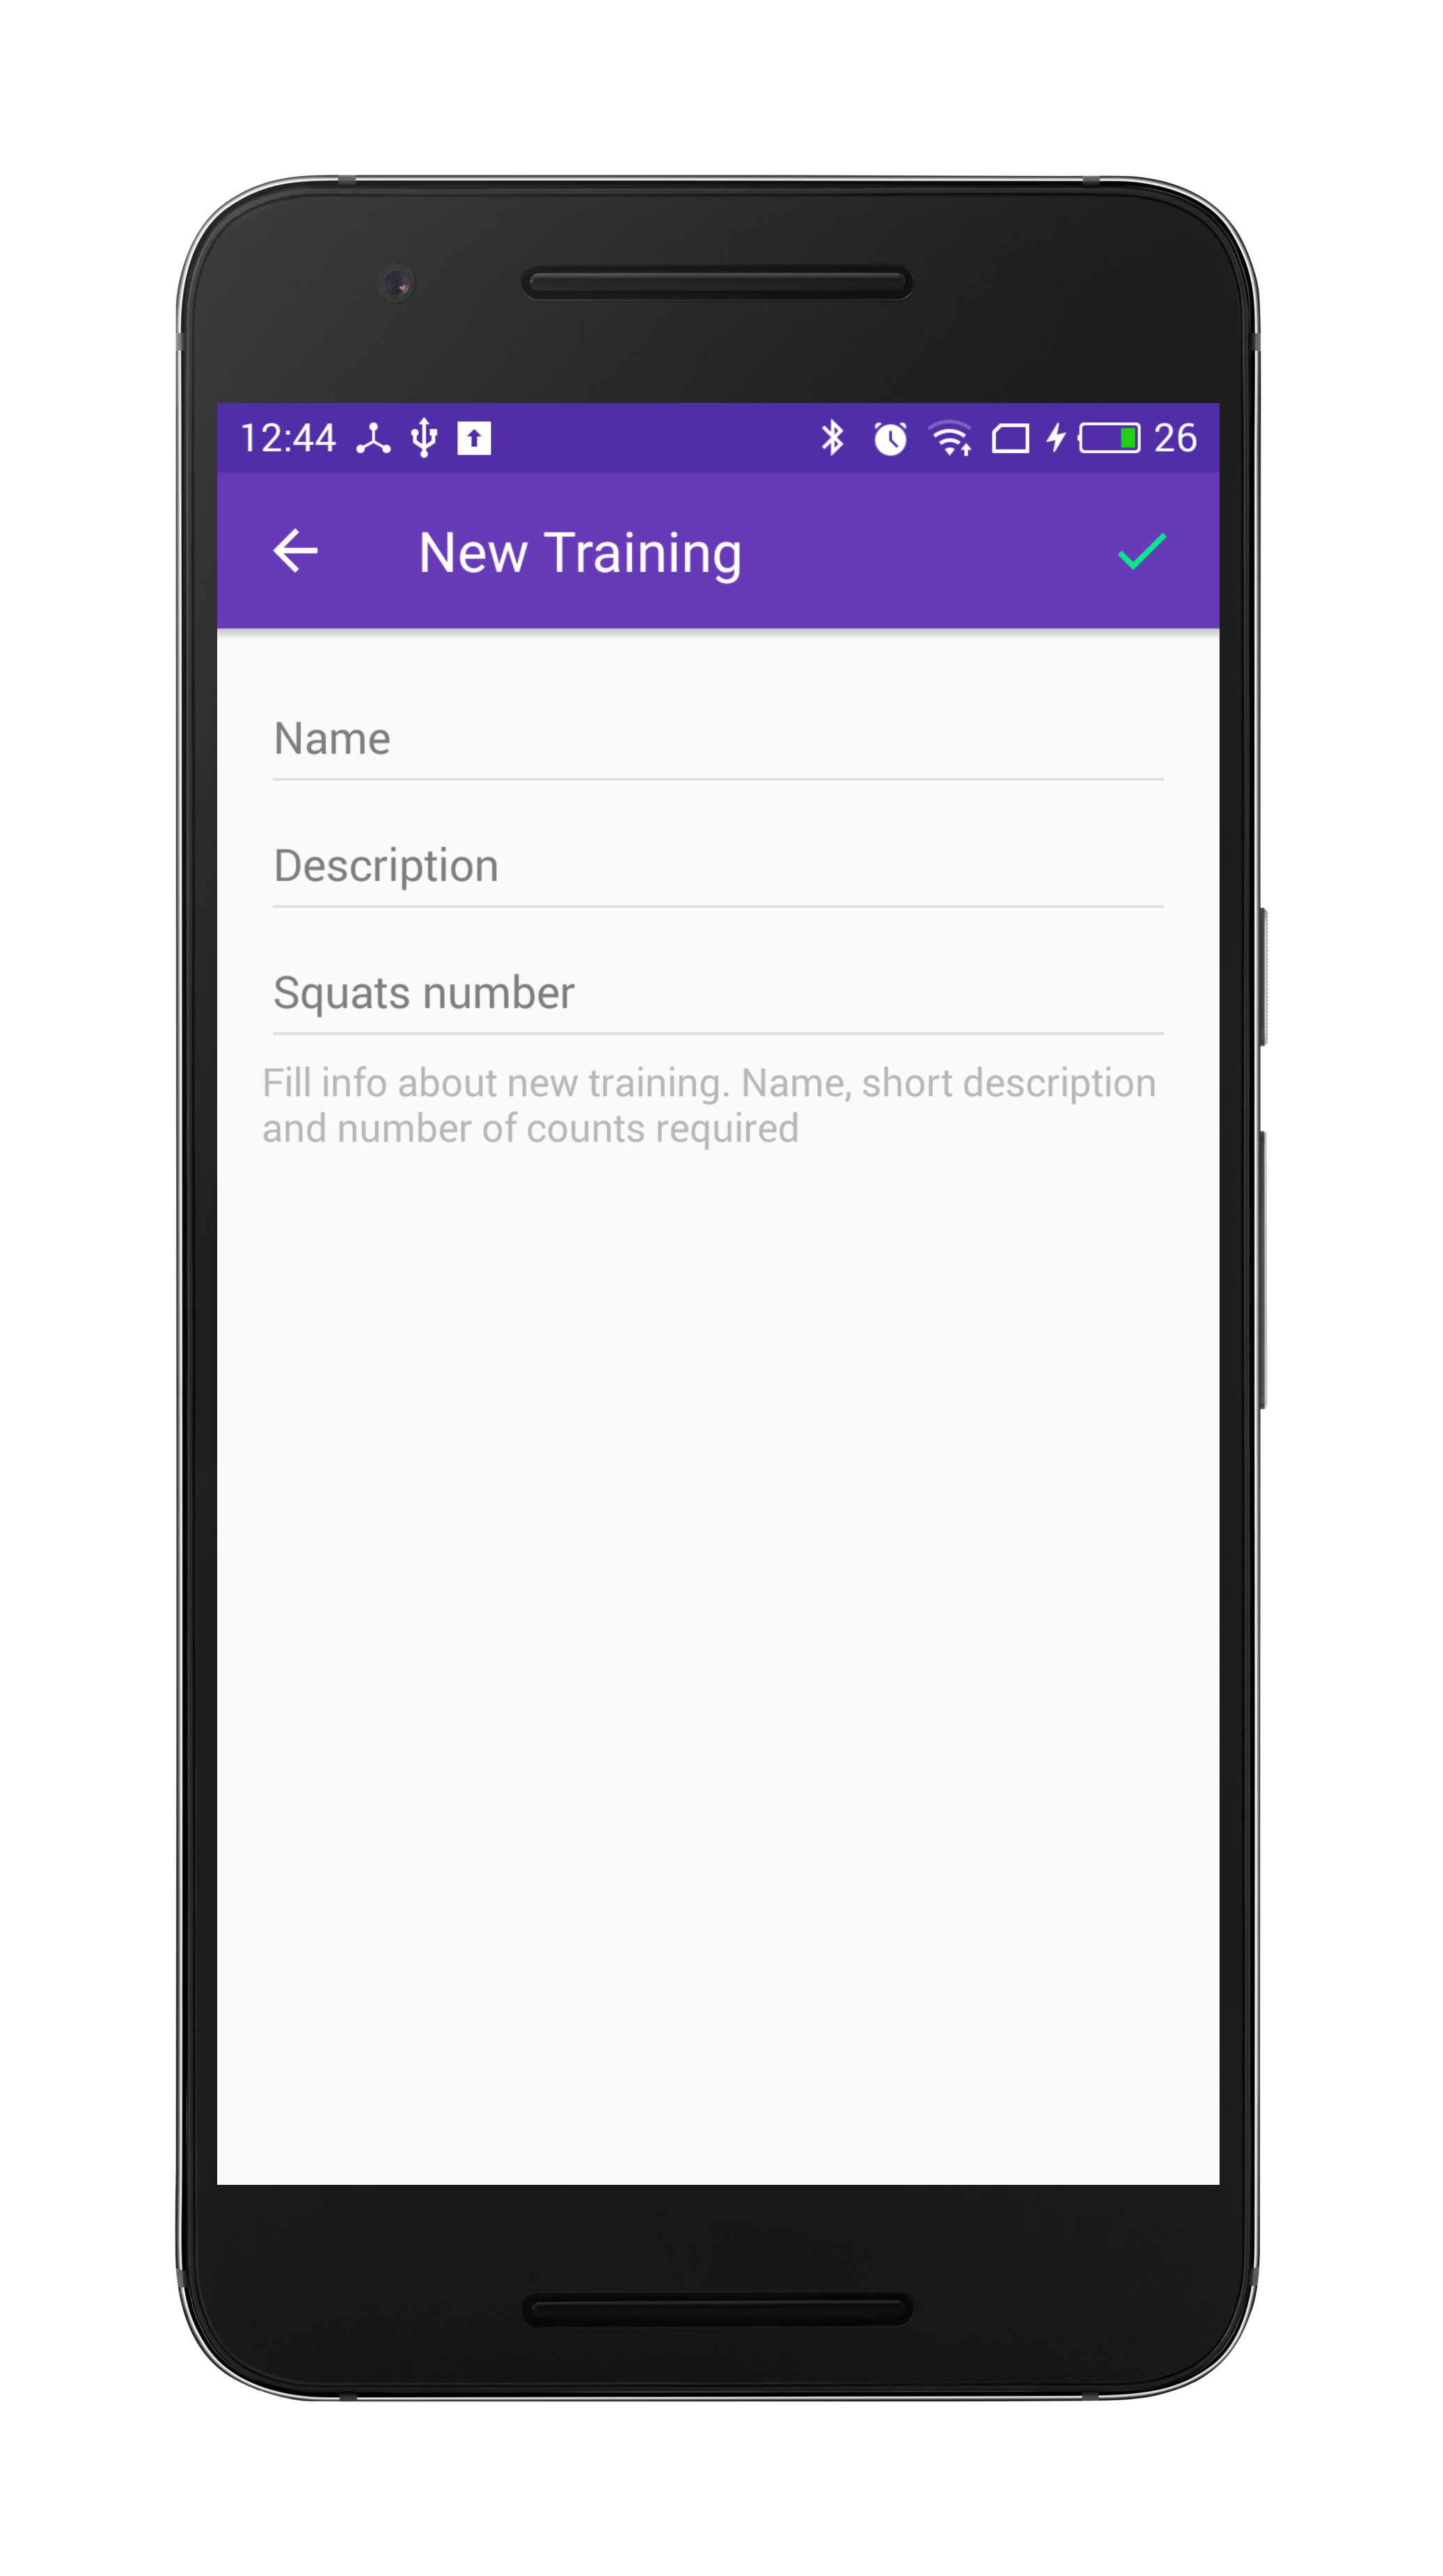 12:44 26
New Training
Name
Description
Squats number
Fill info about new training. Name, short description
and number of counts required